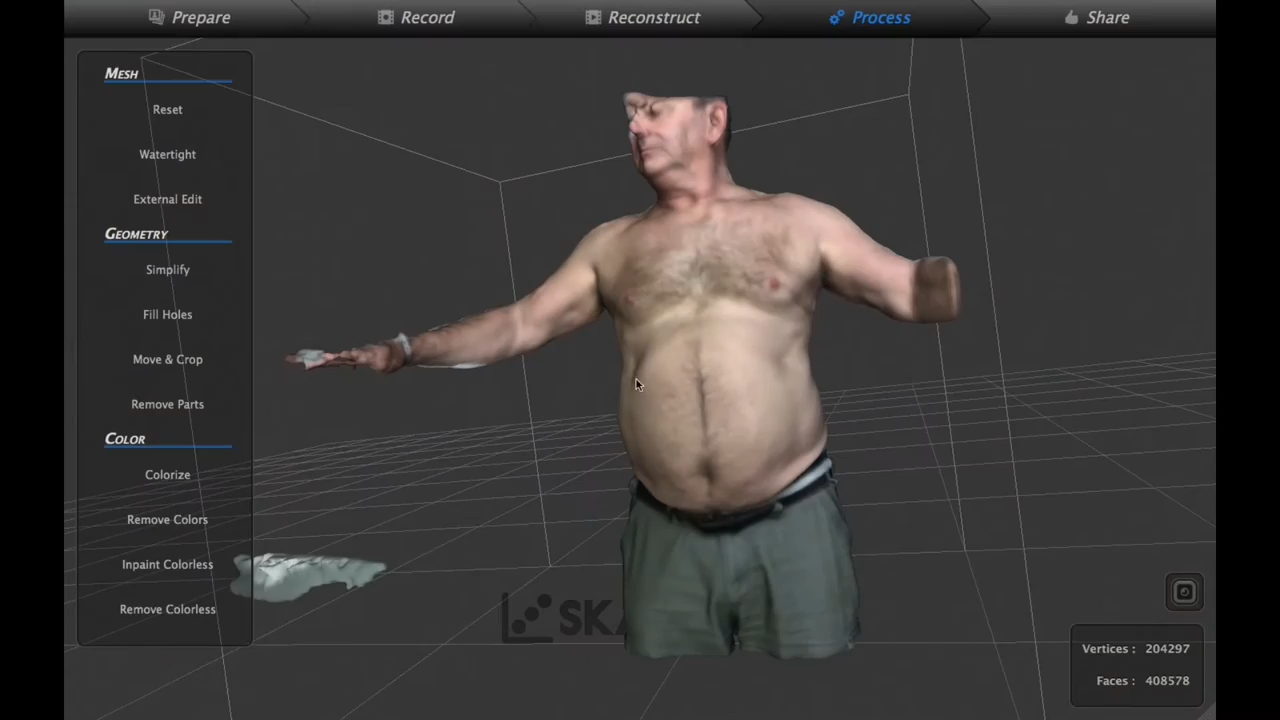 Prepare
Record
Reconstruct
Process
Share
MESH
Reset
Watertight
External Edit
GEOMETRY
Simplify
Fill Holes
Move & Crop
Remove Parts
COLOR
Colorize
Remove Colors
Inpaint Colorless
Remove Colorless
Vertices : 204297
Faces : 408578